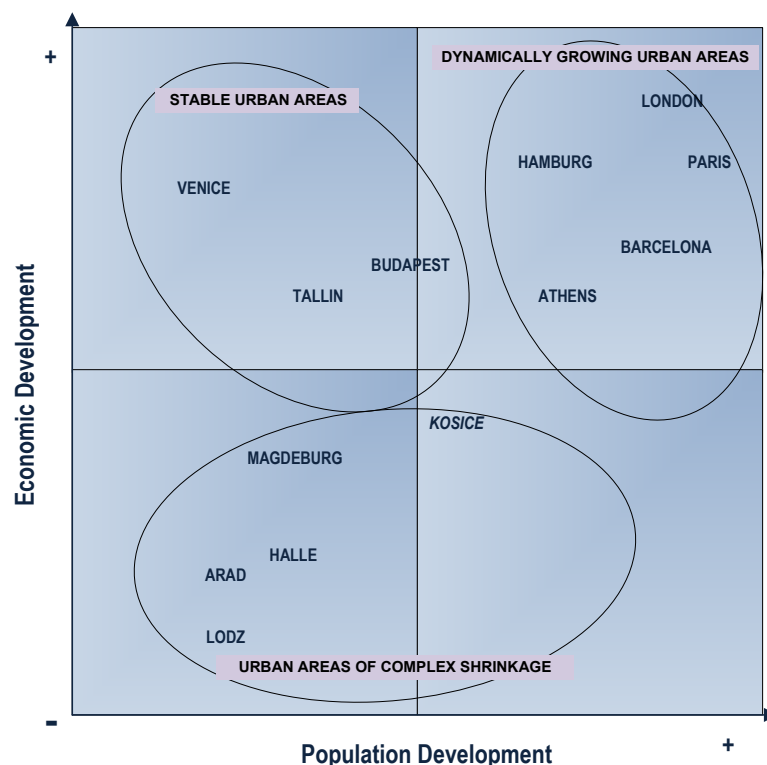 +
DYNAMICALLY GROWING URBAN AREAS
STABLE URBAN AREAS
LONDON
HAMBURG
PARIS
VENICE
BARCELONA
BUDAPEST
TALLIN
ATHENS
Economic Development
KOSICE
MAGDEBURG
HALLE
ARAD
LODZ
URBAN AREAS OF COMPLEX SHRINKAGE
-
Population Development
+